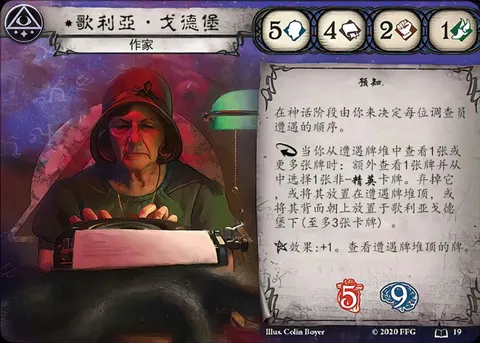 *歌利亞·戈德堡
作家
5 4 2 1
预知.
在神话阶段由你来决定每位调查员
遭遇的顺序。
当你从遭遇牌堆中查看1张或
更多张牌时：额外查看1张牌并从
中选择1张非-精英卡牌。弃掉它
，或将其放置在遭遇牌堆顶，或
将其背面朝上放置于歌利亚戈德
堡下(至多3张卡牌)。
效果:+1。查看遭遇牌堆顶的牌。
5 9
Illus. Colin Boyer
© 2020 FFG 19